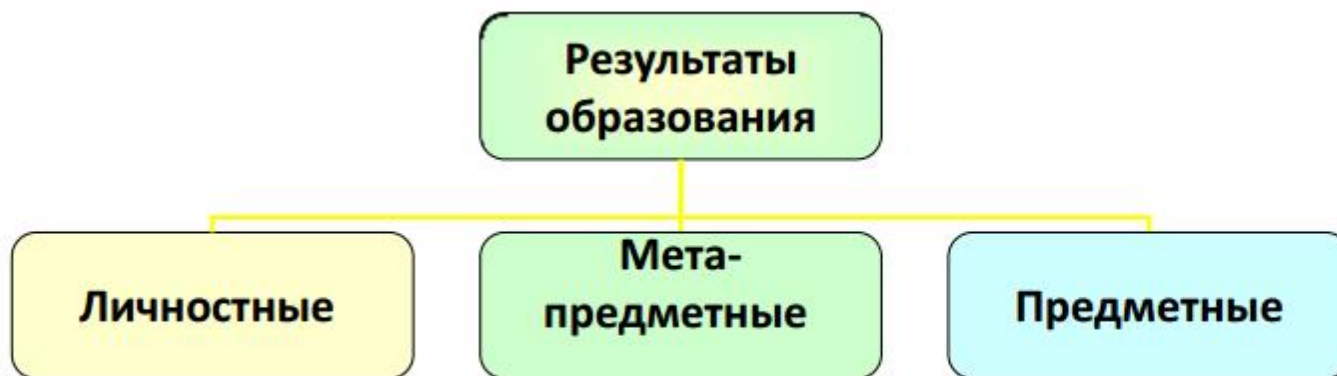 Результаты
образования
Личностные
Мета-
предметные
Предметные